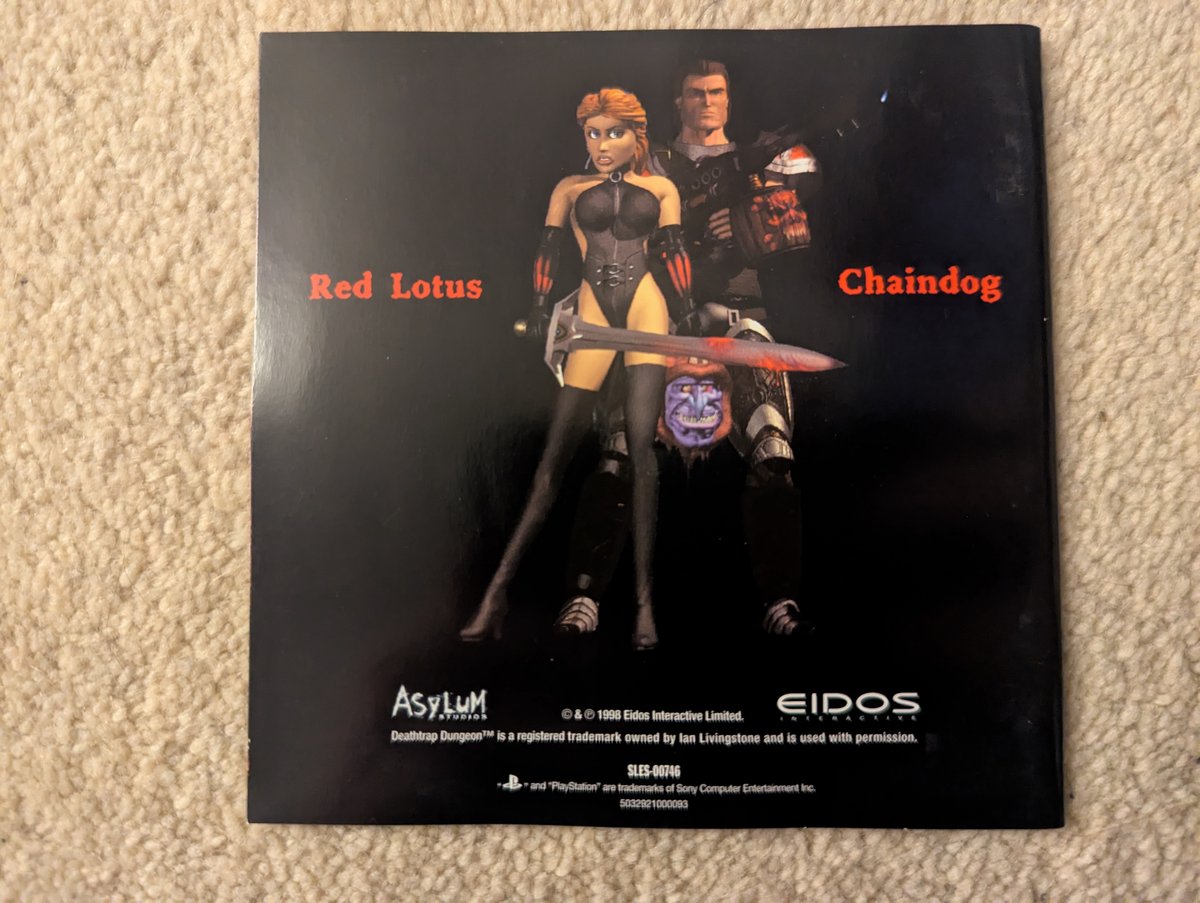 Red Lotus
Chaindog
ASYLUM
STUDIOS
EIDOS
INTERACTIVE
© & ℗ 1998 Eidos Interactive Limited.
Deathtrap Dungeon™ is a registered trademark owned by Ian Livingstone and is used with permission.
SLES-00746
" " and "PlayStation" are trademarks of Sony Computer Entertainment Inc.
5032921000093